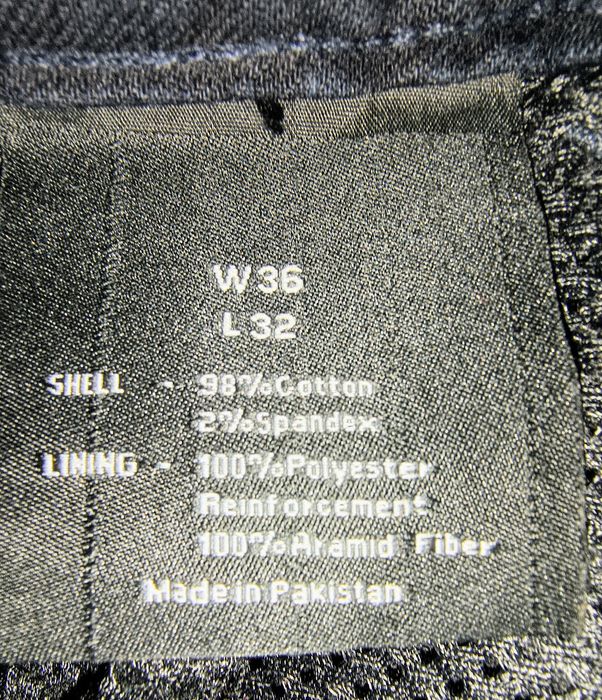 W36
L32
SHELL - 98%Cotton
2%Spandex
LINING - 100%Polyester
Reinforcement
100%Aramid Fiber
Made in Pakistan